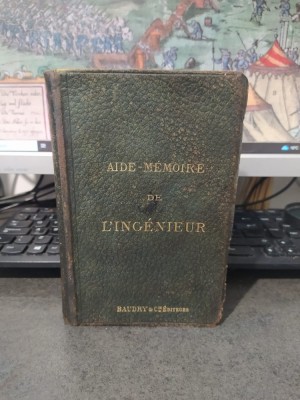 AIDE-MÉMOIRE
DE
L'INGÉNIEUR
BAUDRY & CIE ÉDITEURS